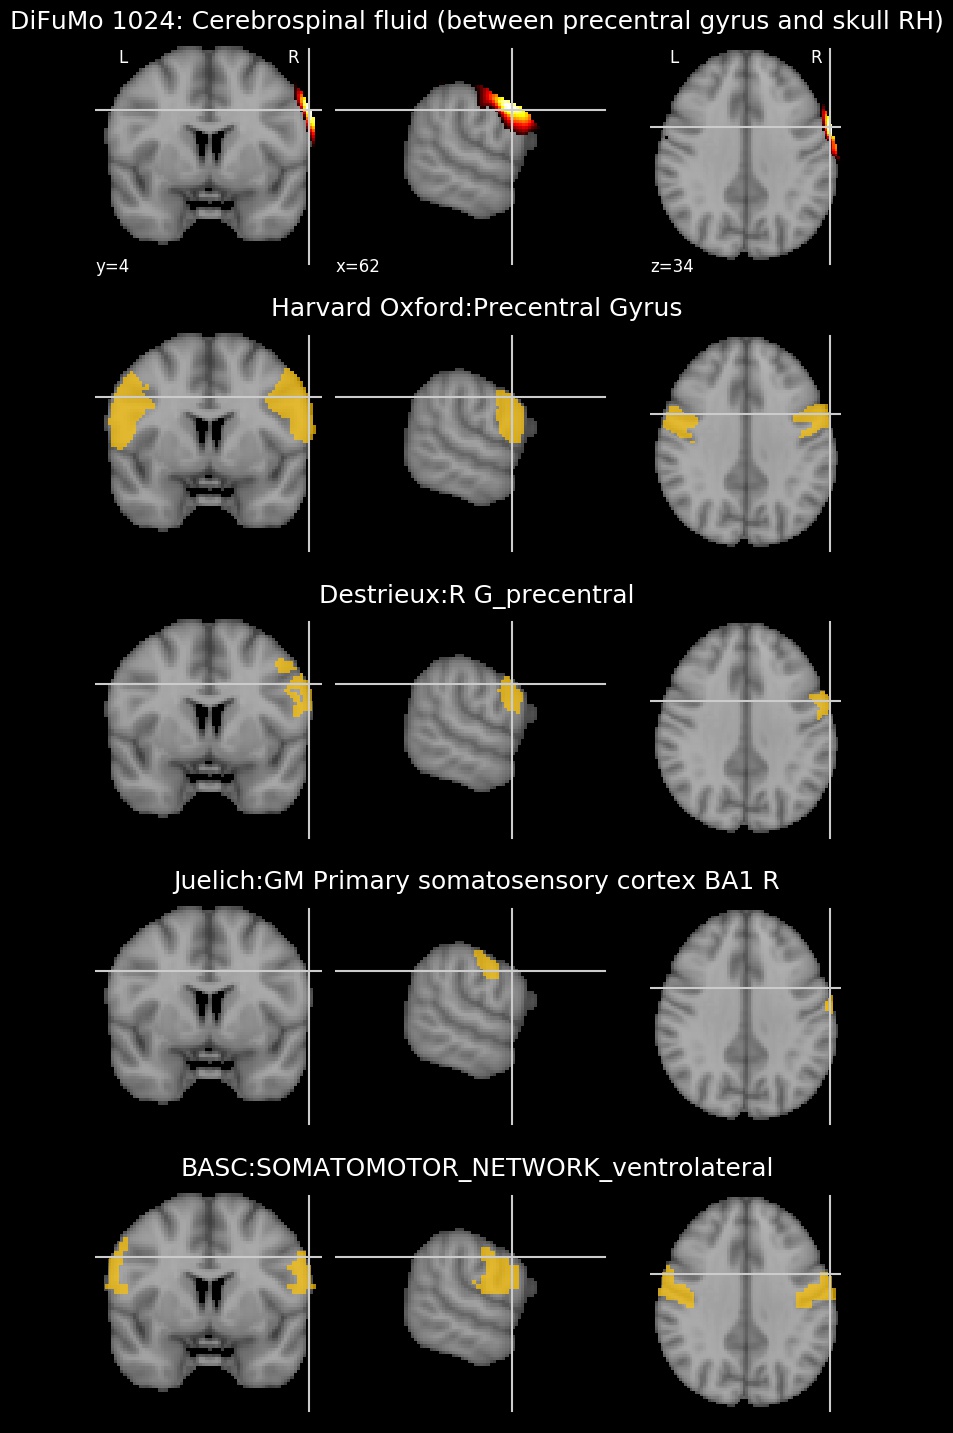 DiFuMo 1024: Cerebrospinal fluid (between precentral gyrus and skull RH)
L R L R
y=4 x=62 z=34
Harvard Oxford:Precentral Gyrus
Destrieux:R G_precentral
Juelich:GM Primary somatosensory cortex BA1 R
BASC:SOMATOMOTOR_NETWORK_ventrolateral